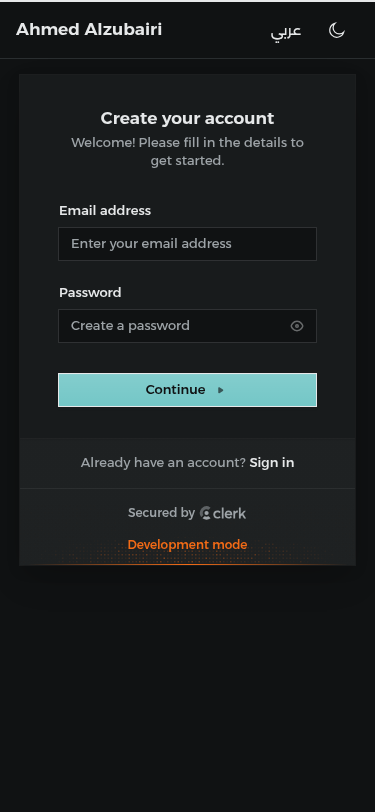 Ahmed Alzubairi
عربي
Create your account
Welcome! Please fill in the details to
get started.
Email address
Enter your email address
Password
Create a password
Continue
Already have an account? Sign in
Secured by clerk
Development mode